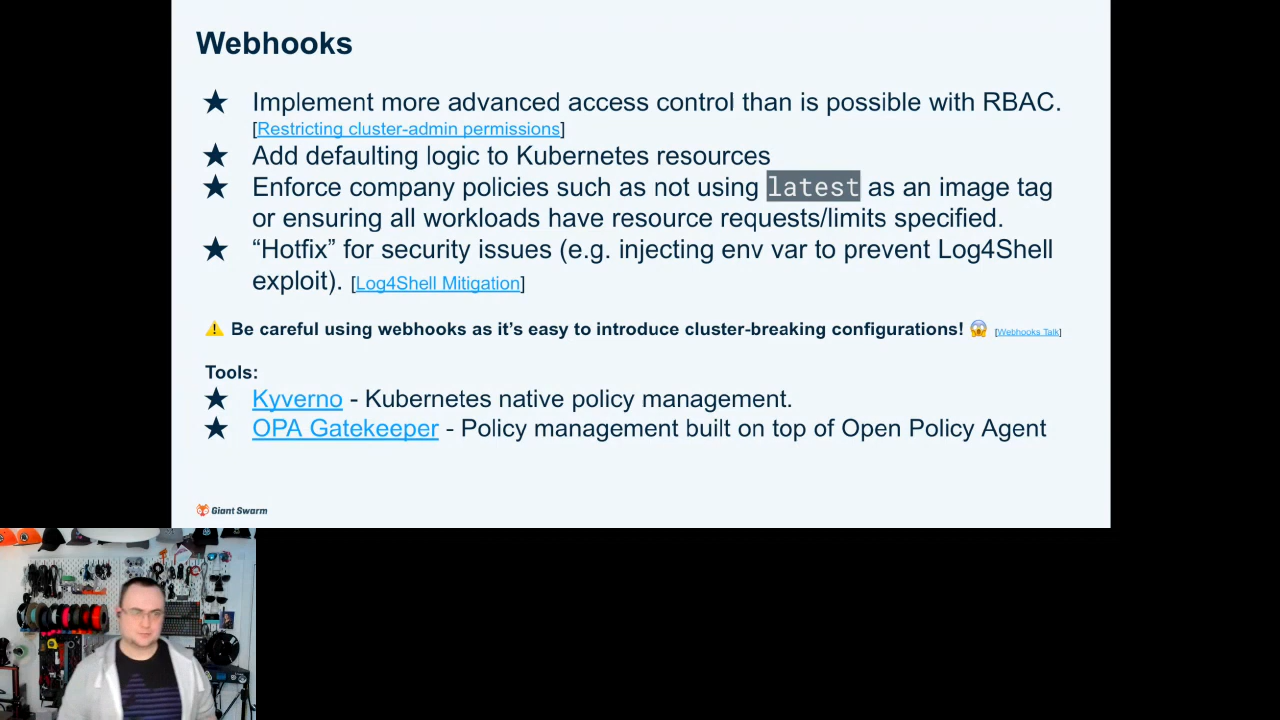 Webhooks
★ Implement more advanced access control than is possible with RBAC.
[Restricting cluster-admin permissions]
★ Add defaulting logic to Kubernetes resources
★ Enforce company policies such as not using latest as an image tag
or ensuring all workloads have resource requests/limits specified.
★ “Hotfix” for security issues (e.g. injecting env var to prevent Log4Shell
exploit). [Log4Shell Mitigation]
⚠️ Be careful using webhooks as it’s easy to introduce cluster-breaking configurations! 😱 [Webhooks Talk]
Tools:
★ Kyverno - Kubernetes native policy management.
★ OPA Gatekeeper - Policy management built on top of Open Policy Agent
Giant Swarm